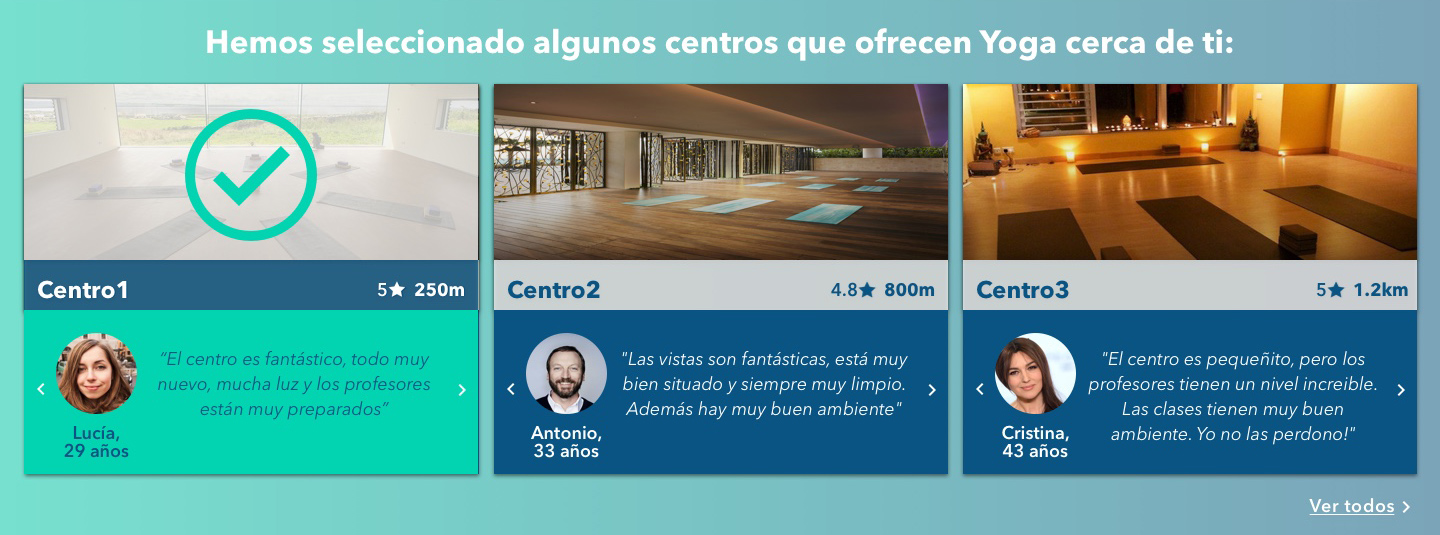 Hemos seleccionado algunos centros que ofrecen Yoga cerca de ti:
Centro1
5★ 250m
“El centro es fantástico, todo muy
nuevo, mucha luz y los profesores
están muy preparados”
Lucía,
29 años
Centro2
4.8★ 800m
"Las vistas son fantásticas, está muy
bien situado y siempre muy limpio.
Además hay muy buen ambiente"
Antonio,
33 años
Centro3
5★ 1.2km
"El centro es pequeñito, pero los
profesores tienen un nivel increible.
Las clases tienen muy buen
ambiente. Yo no las perdono!"
Cristina,
43 años
Ver todos